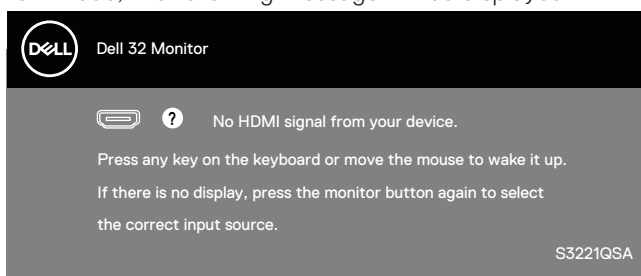 DELL
Dell 32 Monitor
? No HDMI signal from your device.
Press any key on the keyboard or move the mouse to wake it up.
If there is no display, press the monitor button again to select
the correct input source.
S3221QSA